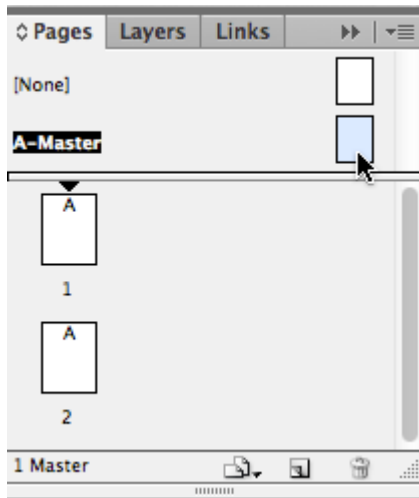 Pages Layers Links
[None]
A-Master
A
1
A
2
1 Master